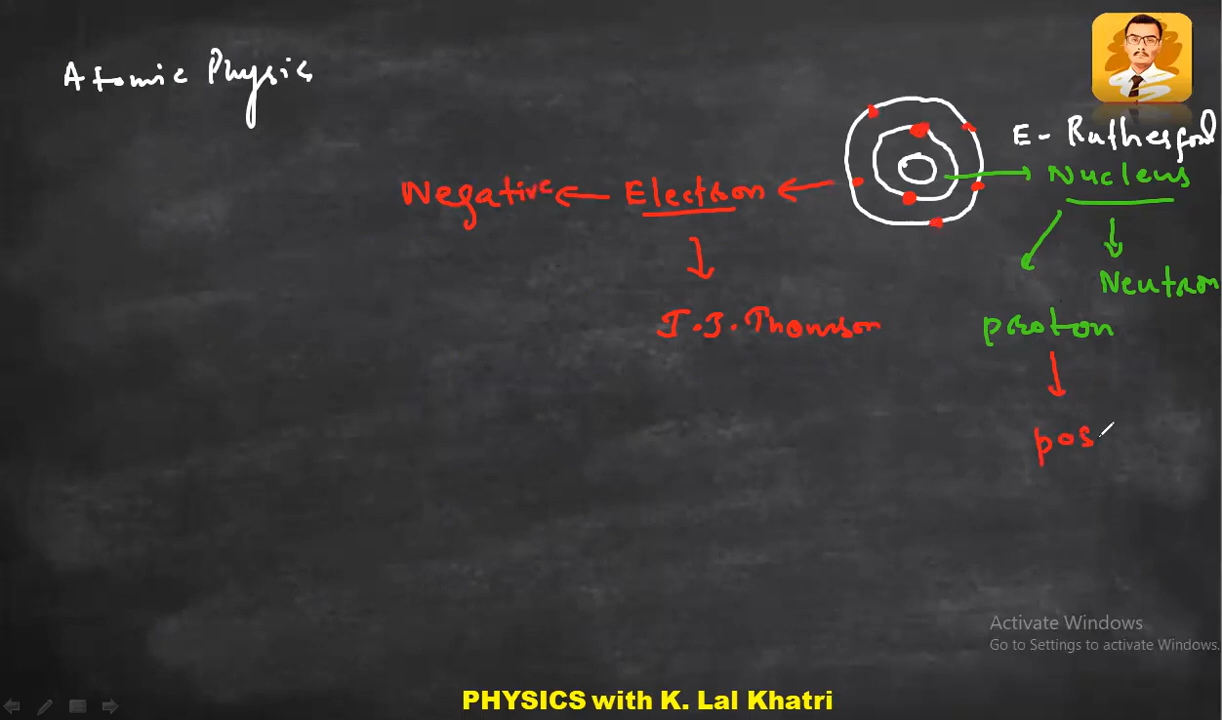 Atomic Physics
E- Rutherford
Nucleus
Negative Electron
Neutron
J.J. Thomson
proton
pos
Activate Windows
Go to Settings to activate Windows.
PHYSICS with K. Lal Khatri